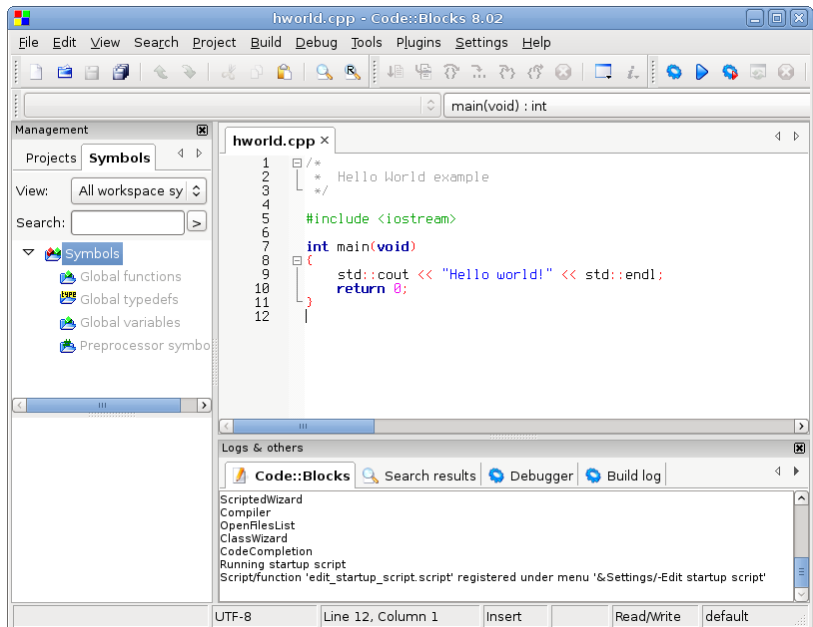 hworld.cpp - Code::Blocks 8.02
File Edit View Search Project Build Debug Tools Plugins Settings Help
main(void) : int
Management
Projects Symbols
View: All workspace sy
Search: >
Symbols
Global functions
Global typedefs
Global variables
Preprocessor symbo
hworld.cpp ×
1 /*
2  *  Hello World example
3  */
4
5 #include <iostream>
6
7 int main(void)
8 {
9     std::cout << "Hello world!" << std::endl;
10     return 0;
11 }
12
Logs & others
Code::Blocks Search results Debugger Build log
ScriptedWizard
Compiler
OpenFilesList
ClassWizard
CodeCompletion
Running startup script
Script/function 'edit_startup_script.script' registered under menu '&Settings/-Edit startup script'
UTF-8 Line 12, Column 1 Insert Read/Write default